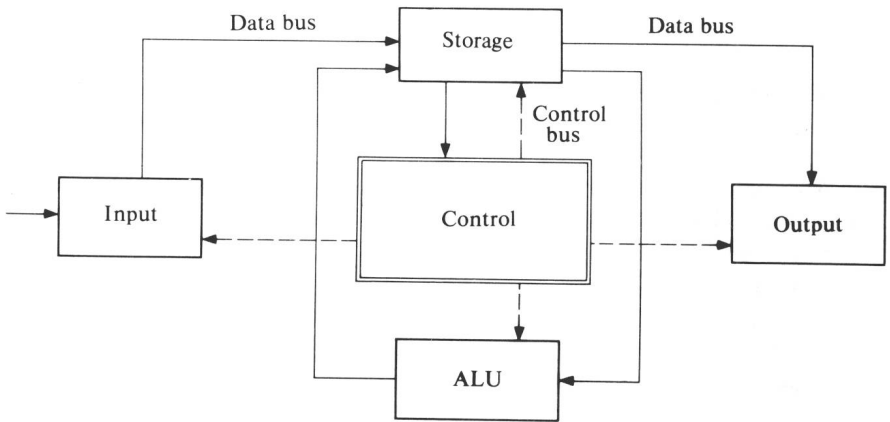 Data bus
Storage
Data bus
Control
bus
Input
Control
Output
ALU